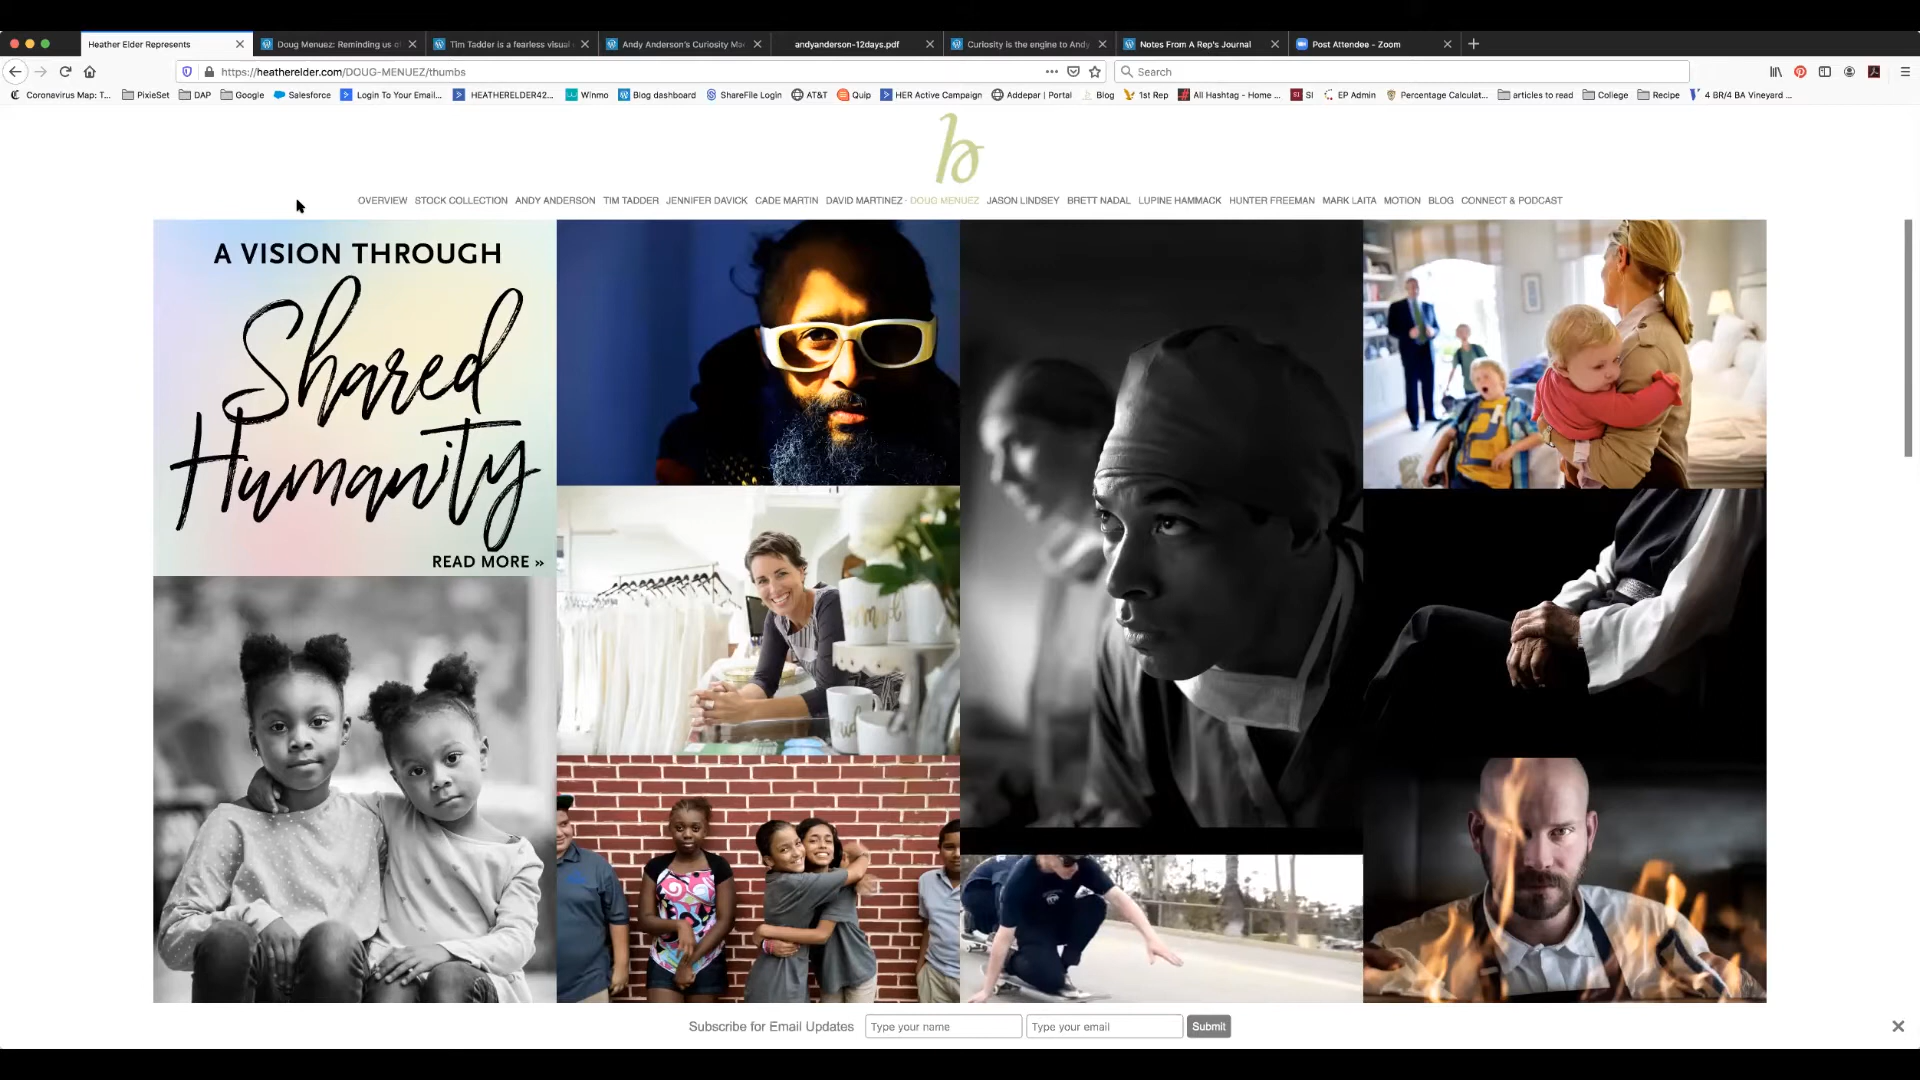 Heather Elder Represents
Doug Menuez: Reminding us of
Tim Tadder is a fearless visual
Andy Anderson's Curiosity Ma
andyanderson-12days.pdf
Curiosity is the engine to Andy
Notes From A Rep's Journal
Post Attendee - Zoom
https://heatherelder.com/DOUG-MENUEZ/thumbs
Search
Coronavirus Map: T...
PixieSet
DAP
Google
Salesforce
Login To Your Email...
HEATHERELDER42...
Winmo
Blog dashboard
ShareFile Login
AT&T
Quip
HER Active Campaign
Addepar | Portal
Blog
1st Rep
All Hashtag - Home ...
SI
EP Admin
Percentage Calculat...
articles to read
College
Recipe
4 BR/4 BA Vineyard ...
OVERVIEW STOCK COLLECTION ANDY ANDERSON TIM TADDER JENNIFER DAVICK CADE MARTIN DAVID MARTINEZ · DOUG MENUEZ JASON LINDSEY BRETT NADAL LUPINE HAMMACK HUNTER FREEMAN MARK LAITA MOTION BLOG CONNECT & PODCAST
A VISION THROUGH
Shared
Humanity
READ MORE »
Subscribe for Email Updates
Type your name
Type your email
Submit